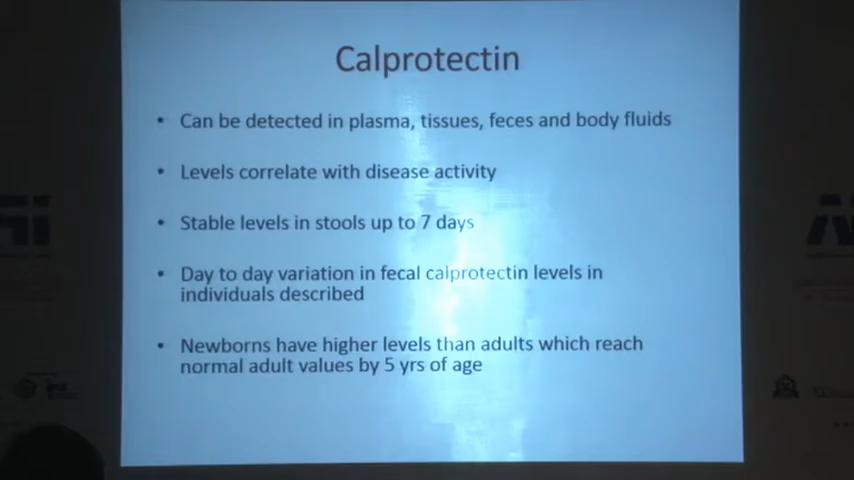 Calprotectin
• Can be detected in plasma, tissues, feces and body fluids
• Levels correlate with disease activity
• Stable levels in stools up to 7 days
• Day to day variation in fecal calprotectin levels in
individuals described
• Newborns have higher levels than adults which reach
normal adult values by 5 yrs of age